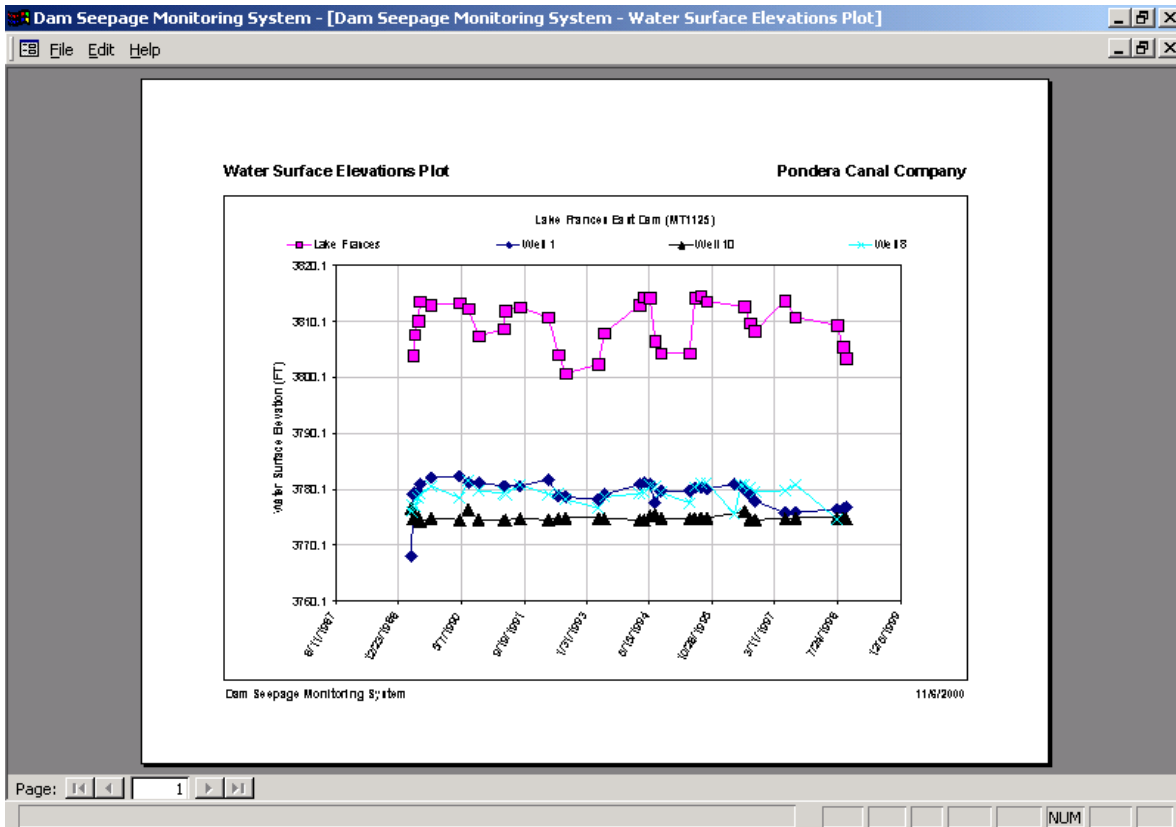 Dam Seepage Monitoring System - [Dam Seepage Monitoring System - Water Surface Elevations Plot]
File Edit Help
Water Surface Elevations Plot Pondera Canal Company
Lake Frances East Dam (MT1125)
Lake Frances Well 1 Well 10 Well 8
Water Surface Elevation (FT)
3820.1
3810.1
3800.1
3790.1
3780.1
3770.1
3760.1
8/11/1987 12/23/1988 5/7/1990 9/19/1991 1/31/1993 6/15/1994 10/28/1995 3/11/1997 7/24/1998 12/6/1999
Dam Seepage Monitoring System 11/6/2000
Page: 1
NUM